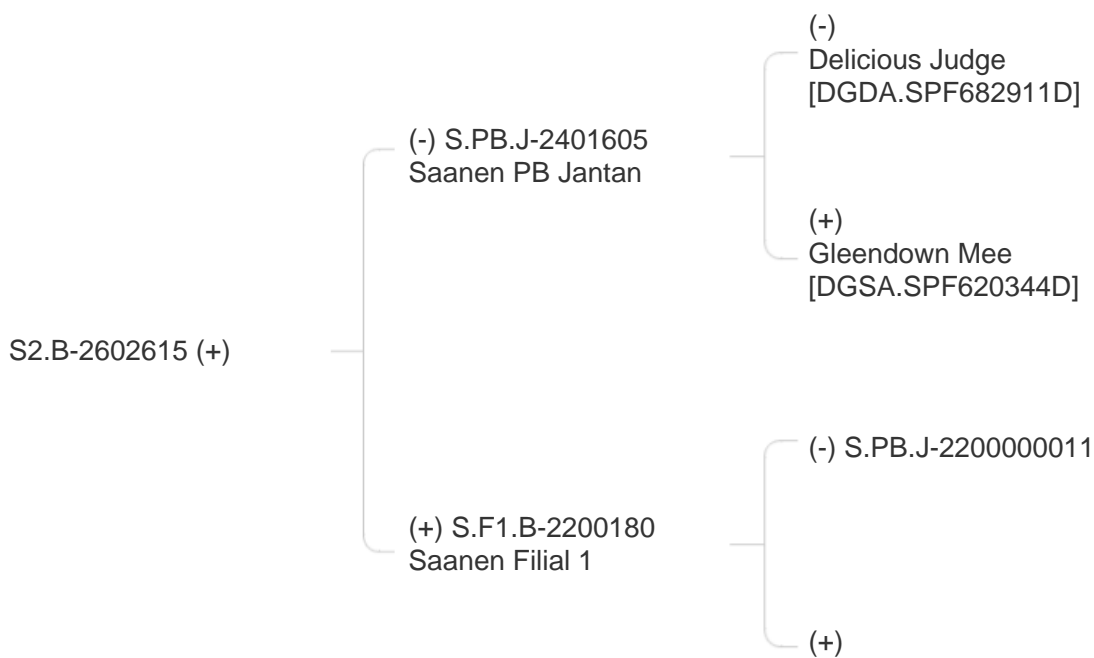 (-)
Delicious Judge
[DGDA.SPF682911D]
(-) S.PB.J-2401605
Saanen PB Jantan
(+)
Gleendown Mee
[DGSA.SPF620344D]
S2.B-2602615 (+)
(-) S.PB.J-2200000011
(+) S.F1.B-2200180
Saanen Filial 1
(+)